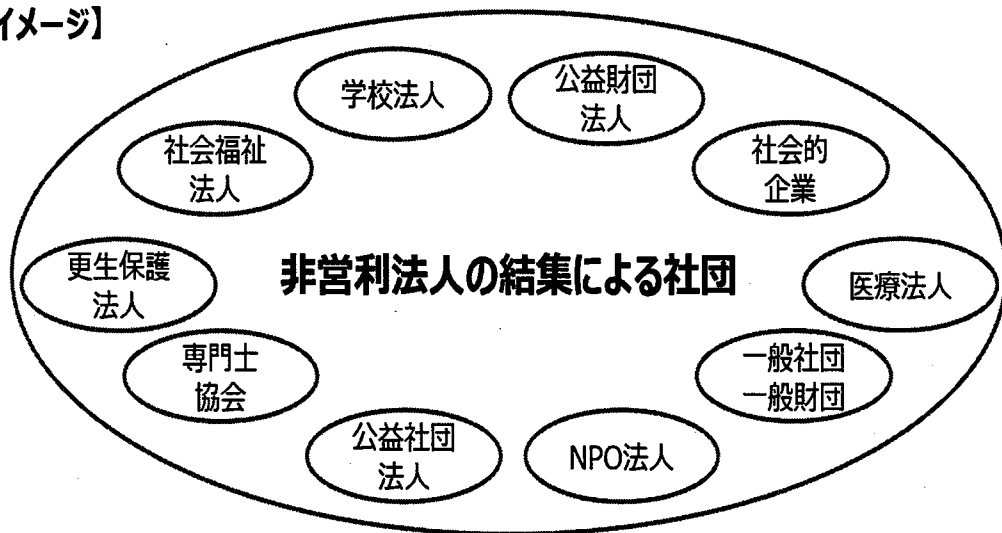 イメージ】
学校法人
公益財団
法人
社会福祉
法人
社会的
企業
更生保護
法人
非営利法人の結集による社団
医療法人
専門士
協会
一般社団
一般財団
公益社団
法人
NPO法人